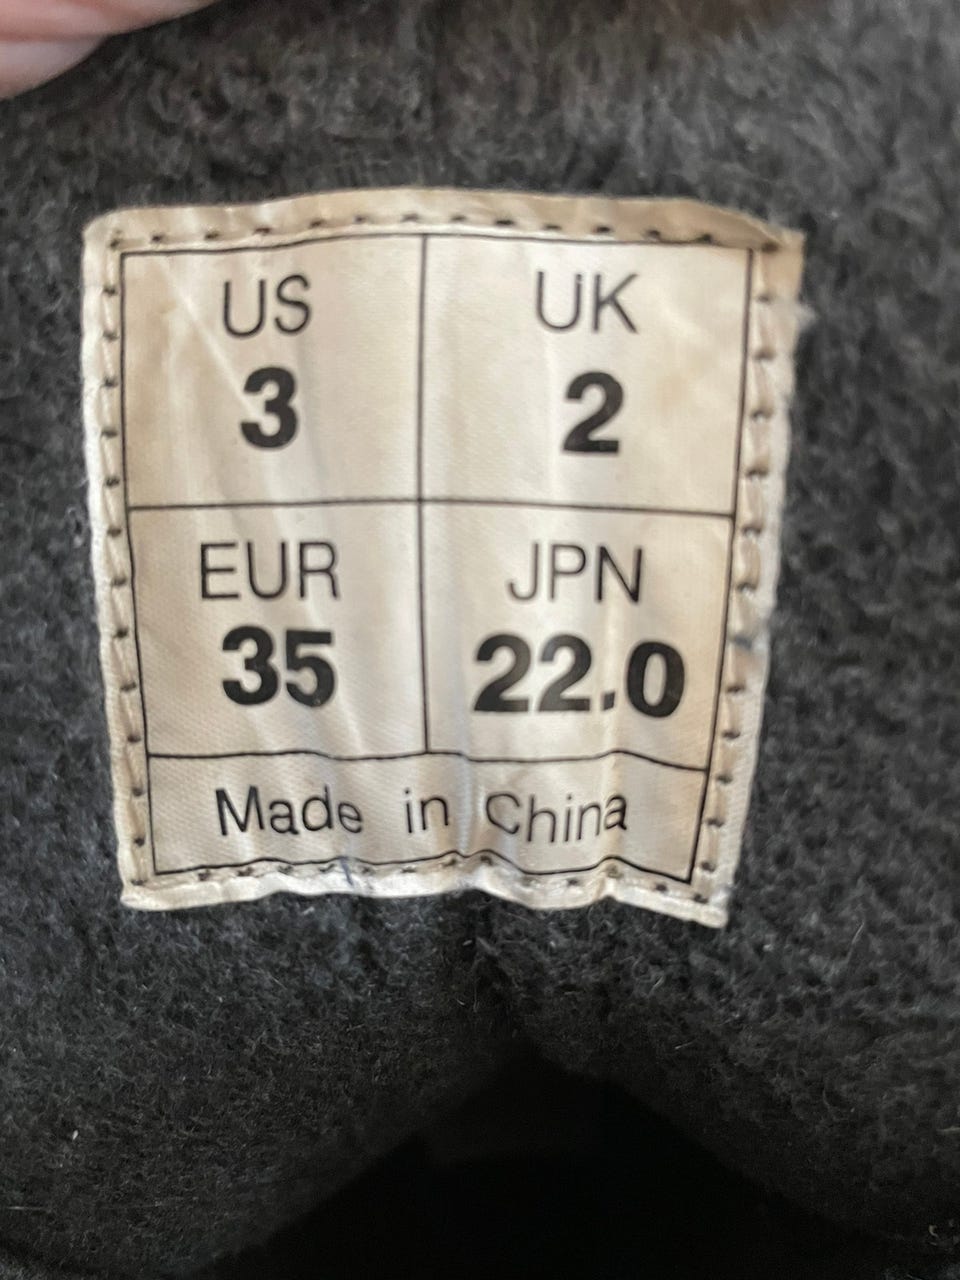 US UK
3 2
EUR JPN
35 22.0
Made in China